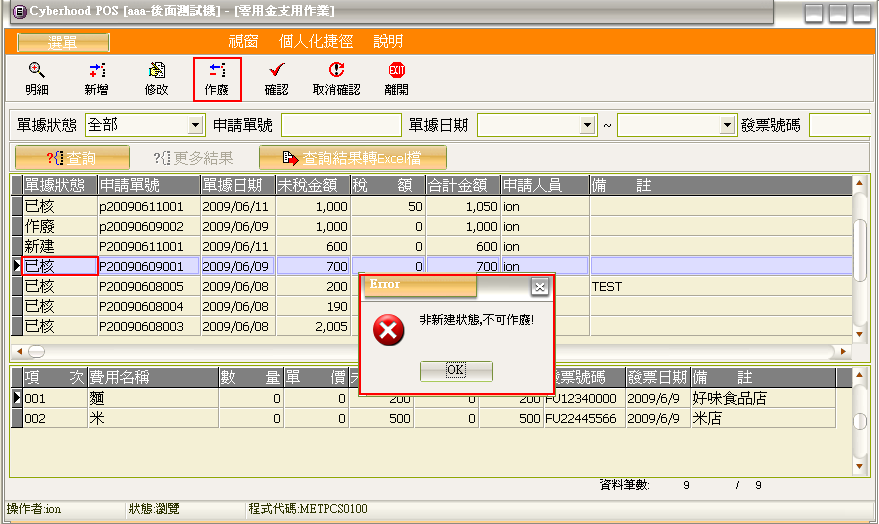 Cyberhood POS [aaa-後面測試機] - [零用金支用作業]
選單 視窗 個人化捷徑 說明
明細 新增 修改 作廢 確認 取消確認 EXIT 離開
單據狀態 全部 申請單號 單據日期 ~ 發票號碼
?{} 查詢 ?{} 更多結果 查詢結果轉Excel檔
單據狀態 申請單號 單據日期 未稅金額 稅 額 合計金額 申請人員 備 註
已核 p20090611001 2009/06/11 1,000 50 1,050 ion
作廢 p20090609002 2009/06/09 1,000 0 1,000 ion
新建 P20090611001 2009/06/11 600 0 600 ion
已核 P20090609001 2009/06/09 700 0 700 ion
已核 P20090608005 2009/06/08 200 TEST
已核 P20090608004 2009/06/08 190
已核 P20090608003 2009/06/08 2,005
Error
非新建狀態,不可作廢!
OK
項 次 費用名稱 數 量 單 價 發票號碼 發票日期 備 註
001 麵 0 0 200 0 200 FU12340000 2009/6/9 好味食品店
002 米 0 0 500 0 500 FU22445566 2009/6/9 米店
資料筆數: 9 / 9
操作者:ion 狀態:瀏覽 程式代碼:METPCS0100